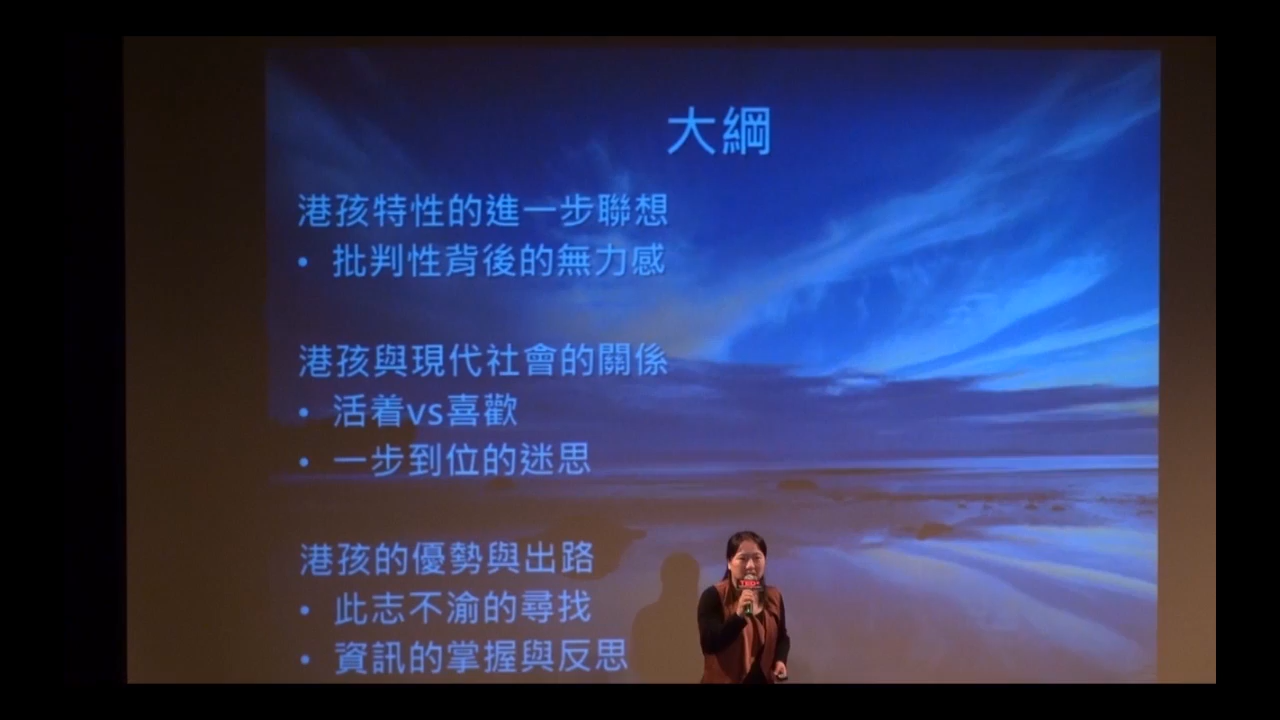 大綱
港孩特性的進一步聯想
• 批判性背後的無力感
港孩與現代社會的關係
• 活着vs喜歡
• 一步到位的迷思
港孩的優勢與出路
• 此志不渝的尋找
• 資訊的掌握與反思